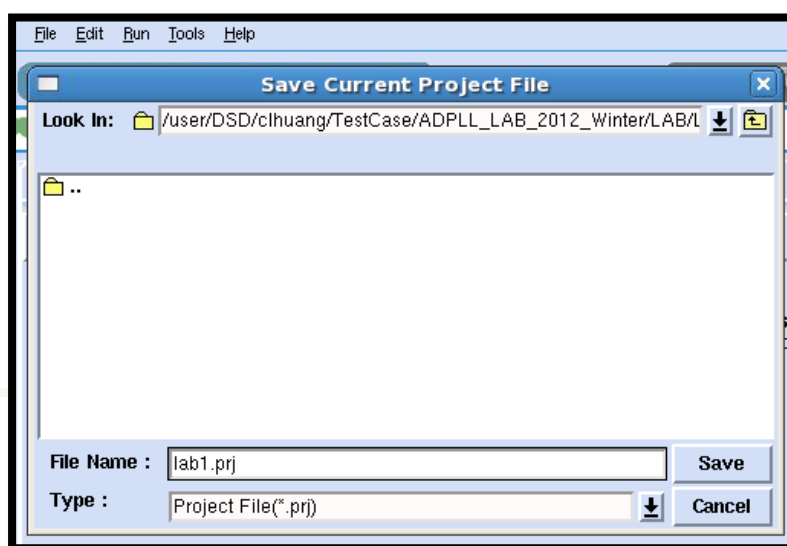 File Edit Run Tools Help
Save Current Project File
Look In: /user/DSD/clhuang/TestCase/ADPLL_LAB_2012_Winter/LAB/L
..
File Name : lab1.prj Save
Type : Project File(*.prj) Cancel